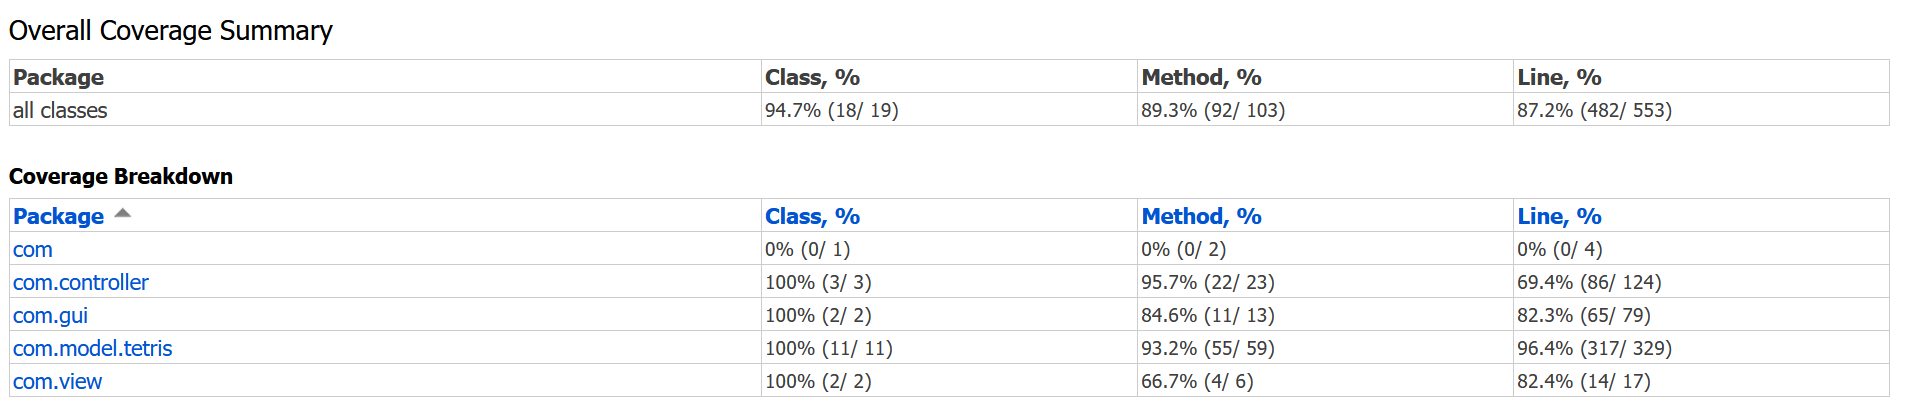 Overall Coverage Summary
Package Class, % Method, % Line, %
all classes 94.7% (18/ 19) 89.3% (92/ 103) 87.2% (482/ 553)
Coverage Breakdown
Package Class, % Method, % Line, %
com 0% (0/ 1) 0% (0/ 2) 0% (0/ 4)
com.controller 100% (3/ 3) 95.7% (22/ 23) 69.4% (86/ 124)
com.gui 100% (2/ 2) 84.6% (11/ 13) 82.3% (65/ 79)
com.model.tetris 100% (11/ 11) 93.2% (55/ 59) 96.4% (317/ 329)
com.view 100% (2/ 2) 66.7% (4/ 6) 82.4% (14/ 17)